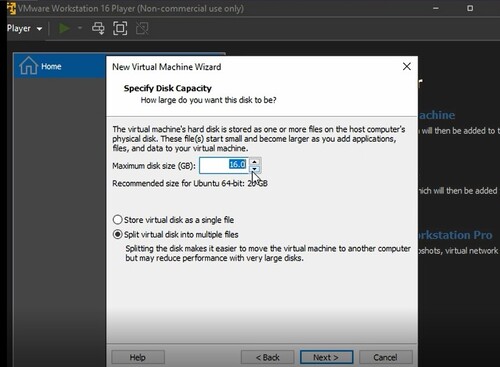 VMware Workstation 16 Player (Non-commercial use only)
Player
Home
New Virtual Machine Wizard
Specify Disk Capacity
How large do you want this disk to be?
The virtual machine's hard disk is stored as one or more files on the host computer's
physical disk. These file(s) start small and become larger as you add applications,
files, and data to your virtual machine.
Maximum disk size (GB): 16.0
Recommended size for Ubuntu 64-bit: 20 GB
Store virtual disk as a single file
Split virtual disk into multiple files
Splitting the disk makes it easier to move the virtual machine to another computer
but may reduce performance with very large disks.
Help < Back Next > Cancel
r
achine
will then be added to t
which will then be added
rkstation Pro
pshots, virtual network